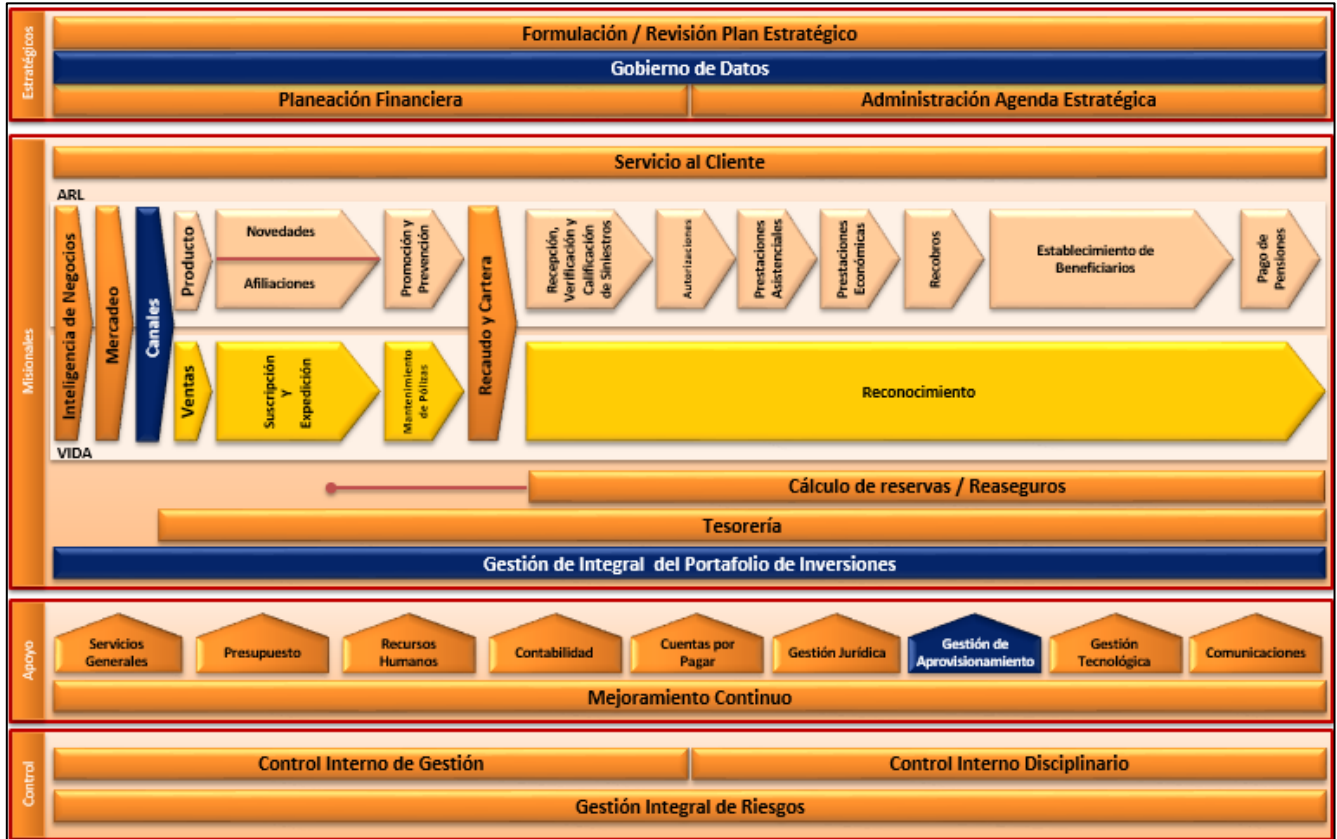 Estratégicos
Formulación / Revisión Plan Estratégico
Gobierno de Datos
Planeación Financiera
Administración Agenda Estratégica
Misionales
Servicio al Cliente
ARL
Inteligencia de Negocios
Mercadeo
Canales
Producto
Novedades
Afiliaciones
Promoción y
Prevención
Recaudo y Cartera
Recepción,
Verificación y
Calificación
de Siniestros
Autorizaciones
Prestaciones
Asistenciales
Prestaciones
Económicas
Recobros
Establecimiento de
Beneficiarios
Pago de
Pensiones
Ventas
Suscripción
y
Expedición
Mantenimiento
de Pólizas
Reconocimiento
VIDA
Cálculo de reservas / Reaseguros
Tesorería
Gestión de Integral del Portafolio de Inversiones
Apoyo
Servicios
Generales
Presupuesto
Recursos
Humanos
Contabilidad
Cuentas por
Pagar
Gestión Jurídica
Gestión de
Aprovisionamiento
Gestión
Tecnológica
Comunicaciones
Mejoramiento Continuo
Control
Control Interno de Gestión
Control Interno Disciplinario
Gestión Integral de Riesgos